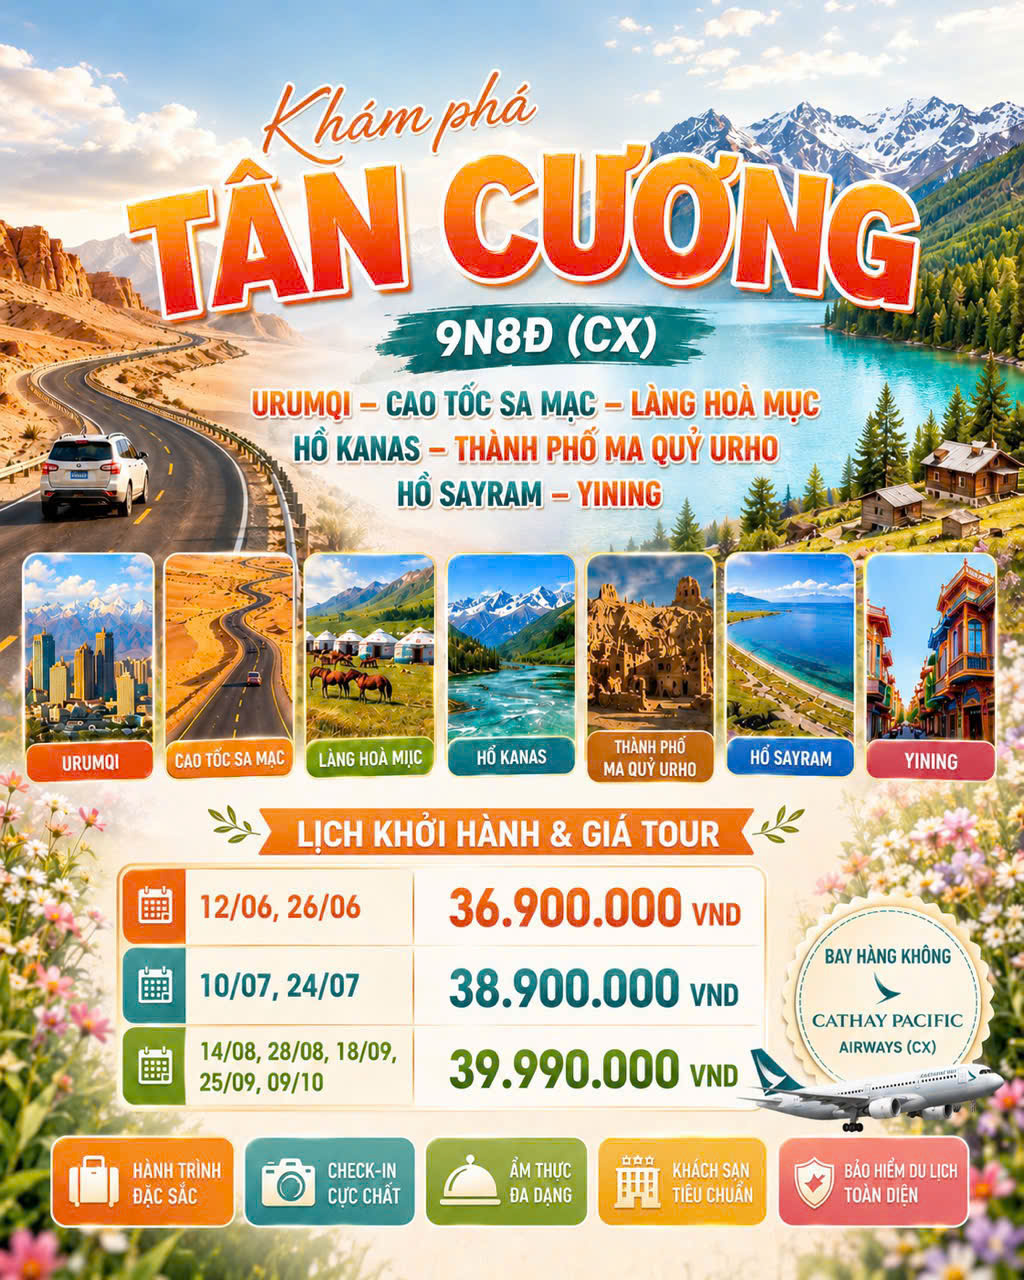 Khám phá
TÂN CƯƠNG
9N8Đ (CX)
URUMQI – CAO TỐC SA MẠC – LÀNG HOÀ MỤC
HỒ KANAS – THÀNH PHỐ MA QUỶ URHO
HỒ SAYRAM – YINING
URUMQI
CAO TỐC SA MẠC
LÀNG HOÀ MỤC
HỒ KANAS
THÀNH PHỐ
MA QUỶ URHO
HỒ SAYRAM
YINING
LỊCH KHỞI HÀNH & GIÁ TOUR
12/06, 26/06
36.900.000 VND
10/07, 24/07
38.900.000 VND
14/08, 28/08, 18/09,
25/09, 09/10
39.990.000 VND
BAY HÀNG KHÔNG
CATHAY PACIFIC
AIRWAYS (CX)
HÀNH TRÌNH
ĐẶC SẮC
CHECK-IN
CỰC CHẤT
ẨM THỰC
ĐA DẠNG
KHÁCH SẠN
TIÊU CHUẨN
BẢO HIỂM DU LỊCH
TOÀN DIỆN